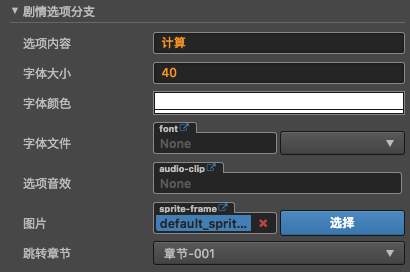 剧情选项分支
选项内容 计算
字体大小 40
字体颜色
字体文件 font None
选项音效 audio-clip None
图片 sprite-frame default_sprit... 选择
跳转章节 章节-001